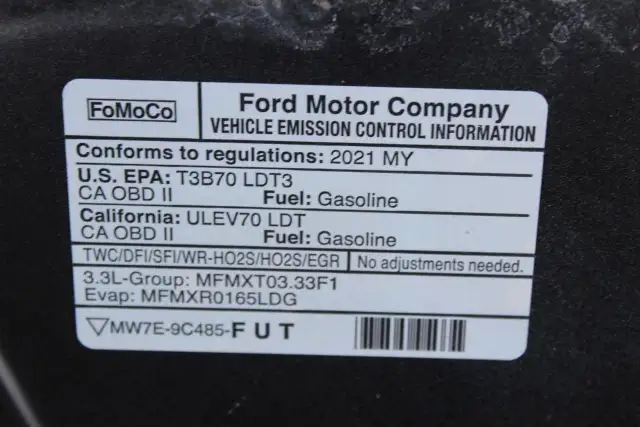 FoMoCo
Ford Motor Company
VEHICLE EMISSION CONTROL INFORMATION
Conforms to regulations: 2021 MY
U.S. EPA: T3B70 LDT3
CA OBD II Fuel: Gasoline
California: ULEV70 LDT
CA OBD II Fuel: Gasoline
TWC/DFI/SFI/WR-HO2S/HO2S/EGR No adjustments needed.
3.3L-Group: MFMXT03.33F1
Evap: MFMXR0165LDG
MW7E-9C485-FUT